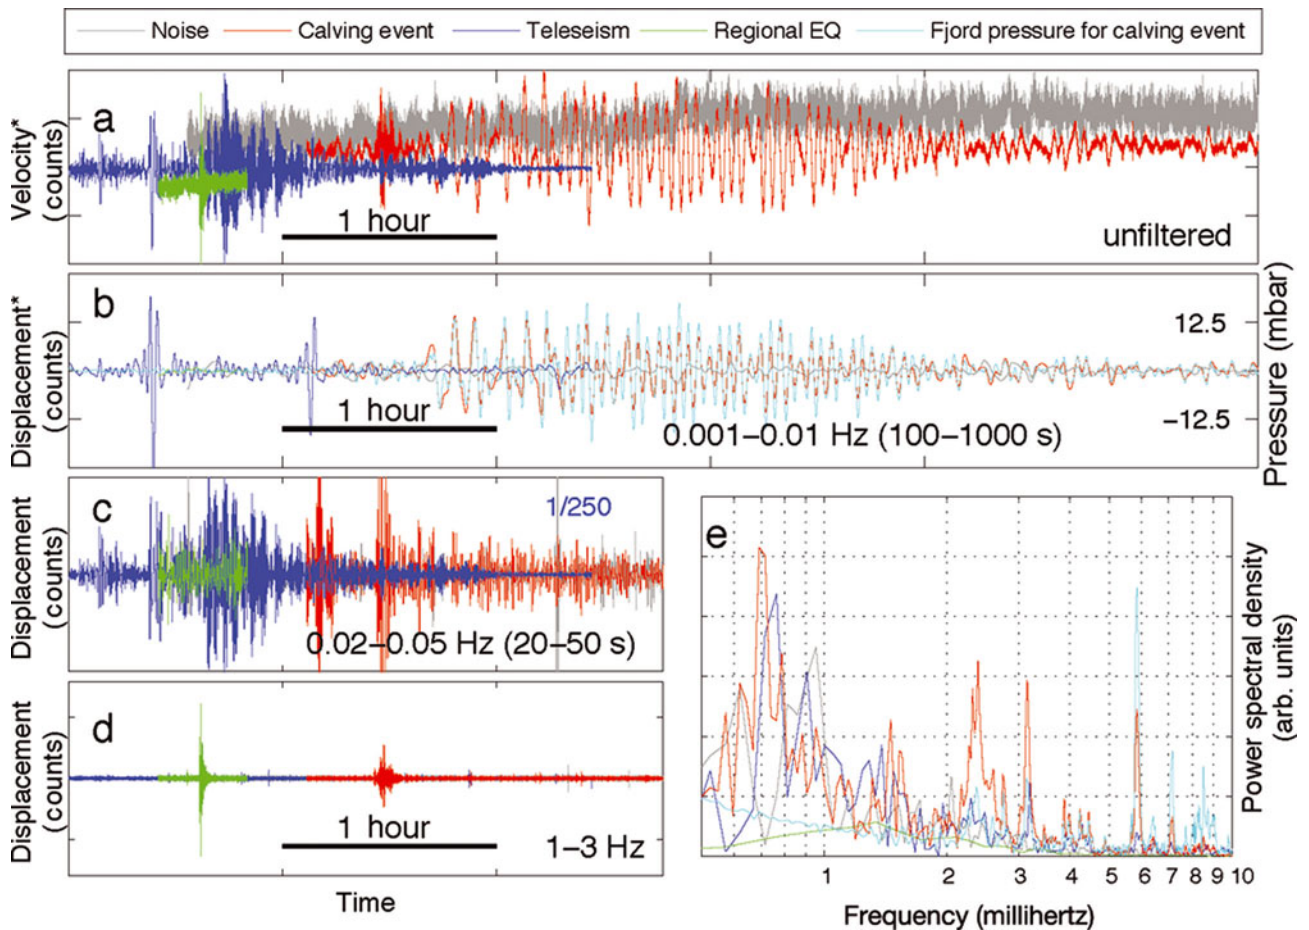 Noise Calving event Teleseism Regional EQ Fjord pressure for calving event
a
Velocity*
(counts)
1 hour
unfiltered
b
Displacement*
(counts)
1 hour
0.001–0.01 Hz (100–1000 s)
12.5
−12.5
Pressure (mbar)
c
1/250
Displacement
(counts)
0.02–0.05 Hz (20–50 s)
d
Displacement
(counts)
1 hour
1–3 Hz
Time
e
Power spectral density
(arb. units)
1 2 3 4 5 6 7 8 9 10
Frequency (millihertz)